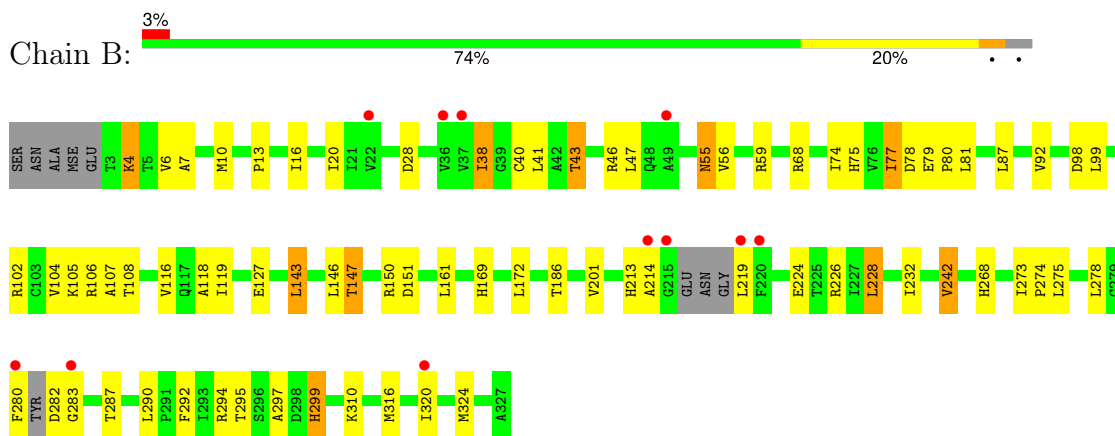 3%
Chain B:
74% 20% • •
SER ASN ALA MSE GLU T3 K4 T5 V6 A7 M10 P13 I16 I20 I21 V22 D28 V36 V37 I38 G39 C40 L41 A42 T43 R46 L47 Q48 A49 N55 V56 R59 R68 I74 H75 V76 I77 D78 E79 P80 L81 L87 V92 D98 L99
R102 C103 V104 K105 R106 A107 T108 V116 Q117 A118 I119 E127 L143 L146 T147 R150 D151 L161 H169 L172 T186 V201 H213 A214 G215 GLU ASN GLY L219 F220 E224 T225 R226 I227 L228 I232 V242 H268 I273 P274 L275 L278 G279
F280 TYR D282 G283 T287 L290 P291 F292 I293 R294 T295 S296 A297 D298 H299 K310 M316 I320 M324 A327